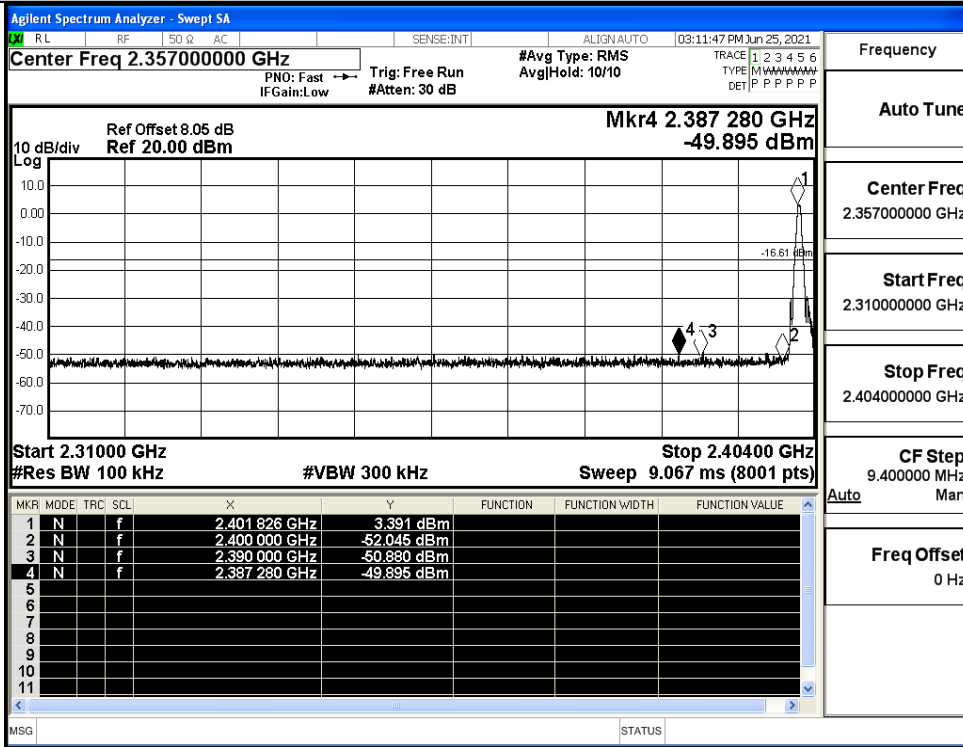 Agilent Spectrum Analyzer - Swept SA
LXI RL RF 50 Ω AC SENSE:INT ALIGN AUTO 03:11:47 PM Jun 25, 2021
Center Freq 2.357000000 GHz
PNO: Fast
IFGain:Low
Trig: Free Run
#Atten: 30 dB
#Avg Type: RMS
Avg|Hold: 10/10
TRACE 1 2 3 4 5 6
TYPE M
DET P P P P P P
Ref Offset 8.05 dB
10 dB/div Ref 20.00 dBm
Log
Mkr4 2.387 280 GHz
-49.895 dBm
10.0
0.00
-10.0
-20.0
-30.0
-40.0
-50.0
-60.0
-70.0
1
-16.61 dBm
4
3
2
Start 2.31000 GHz Stop 2.40400 GHz
#Res BW 100 kHz #VBW 300 kHz Sweep 9.067 ms (8001 pts)
MKR MODE TRC SCL X Y FUNCTION FUNCTION WIDTH FUNCTION VALUE
1 N f 2.401 826 GHz 3.391 dBm
2 N f 2.400 000 GHz -52.045 dBm
3 N f 2.390 000 GHz -50.880 dBm
4 N f 2.387 280 GHz -49.895 dBm
5
6
7
8
9
10
11
MSG STATUS
Frequency
Auto Tune
Center Freq
2.357000000 GHz
Start Freq
2.310000000 GHz
Stop Freq
2.404000000 GHz
CF Step
9.400000 MHz
Auto Man
Freq Offset
0 Hz